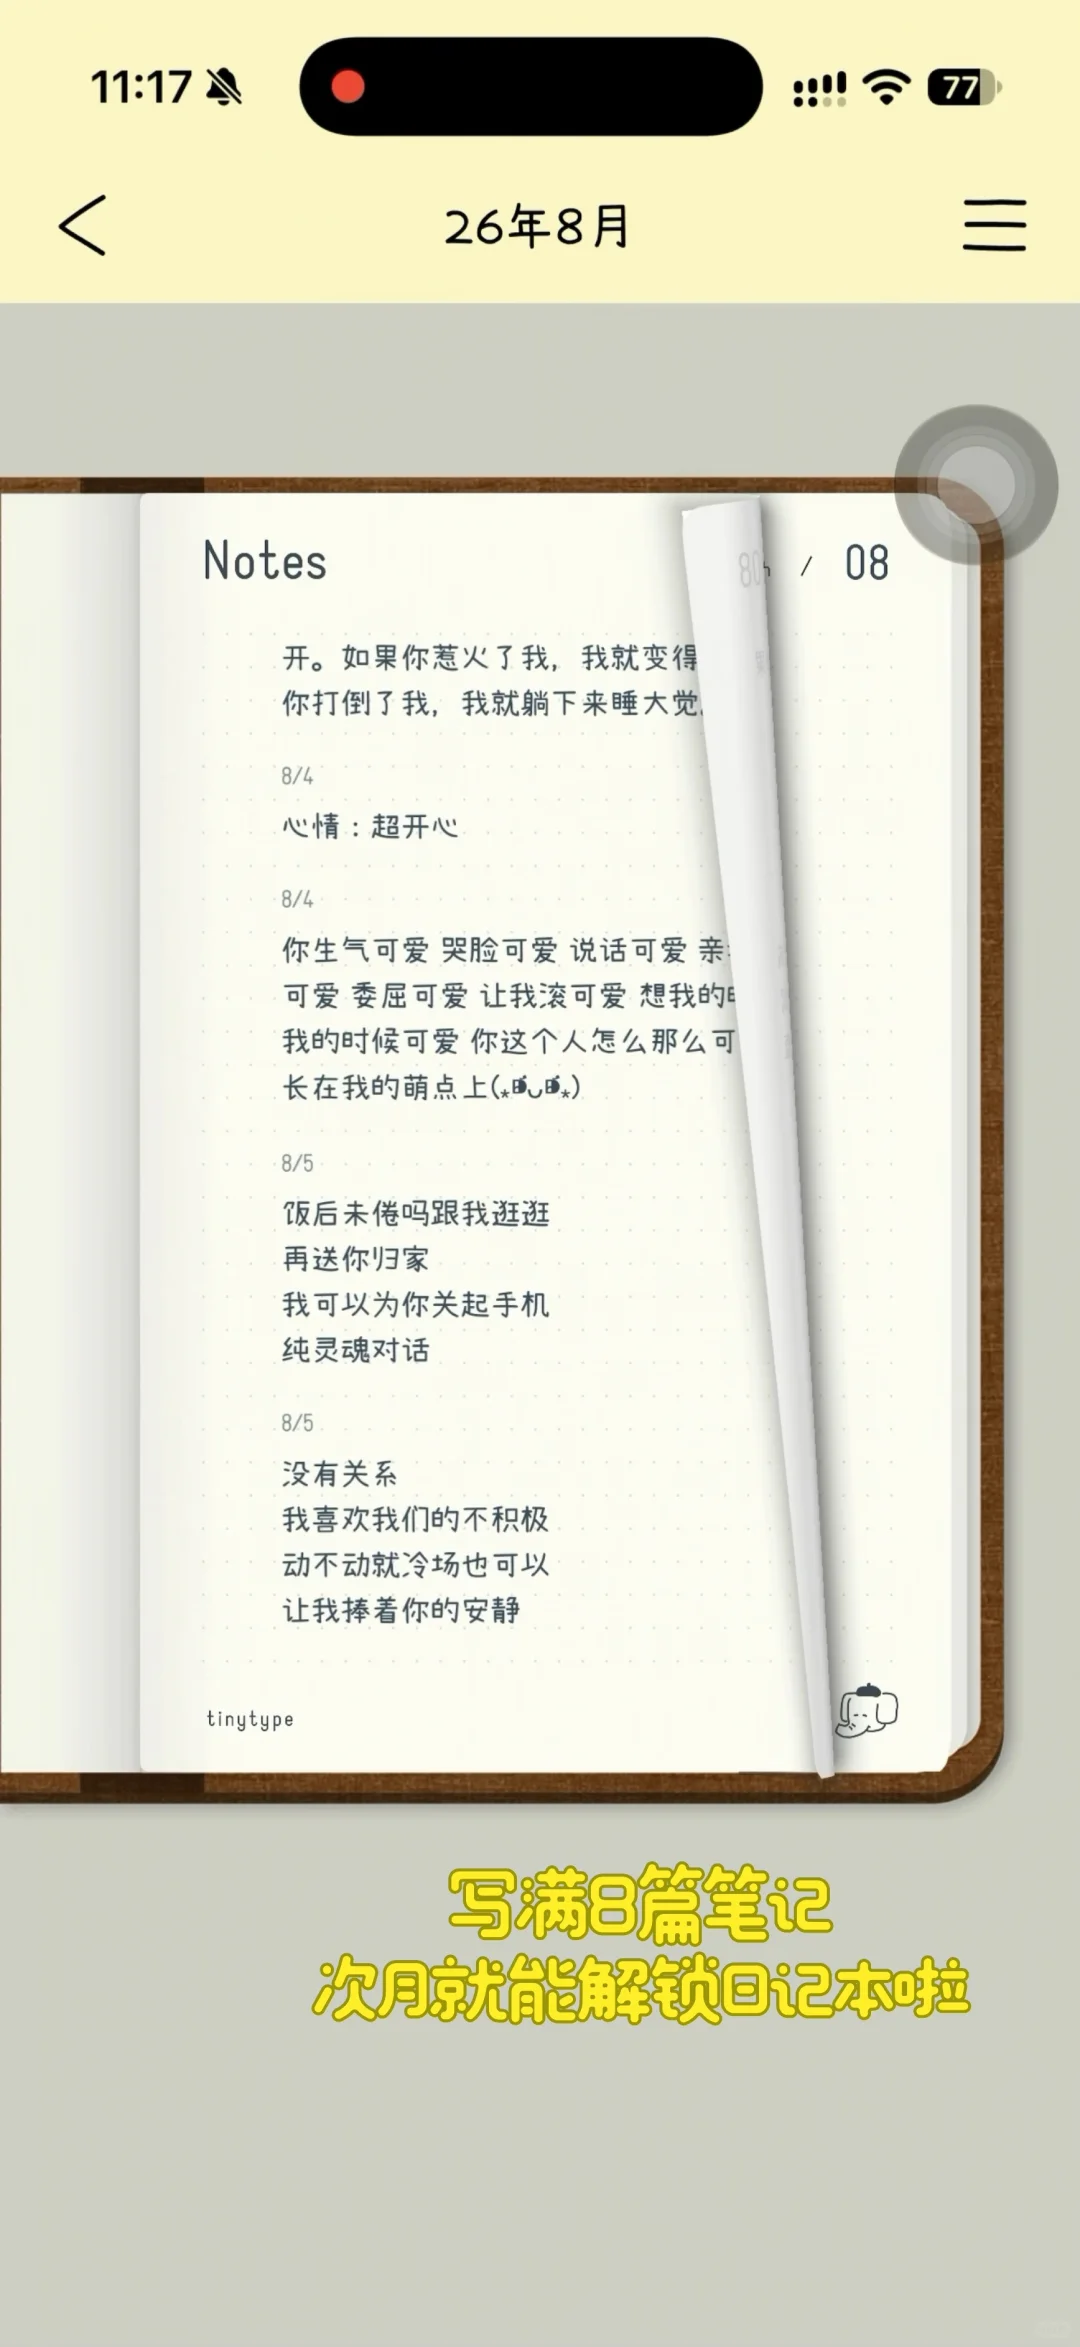 11:17
77
26年8月
Notes / 08
开。如果你惹火了我，我就变得
你打倒了我，我就躺下来睡大觉
8/4
心情：超开心
8/4
你生气可爱 哭脸可爱 说话可爱 亲
可爱 委屈可爱 让我滚可爱 想我的
我的时候可爱 你这个人怎么那么可
长在我的萌点上
8/5
饭后未倦吗跟我逛逛
再送你归家
我可以为你关起手机
纯灵魂对话
8/5
没有关系
我喜欢我们的不积极
动不动就冷场也可以
让我捧着你的安静
tinytype
写满8篇笔记
次月就能解锁日记本啦